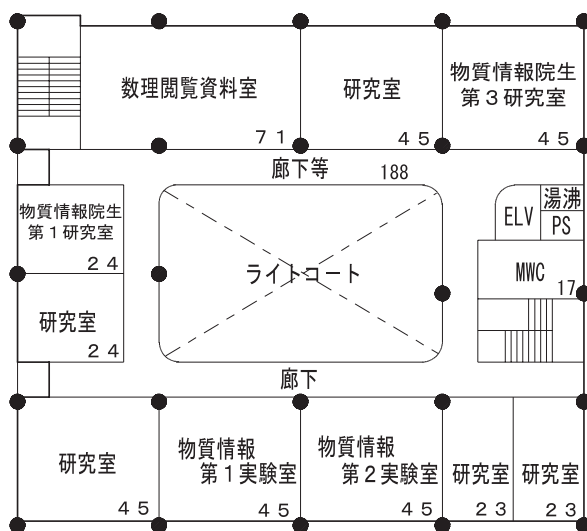 数理閲覧資料室
71
研究室
45
物質情報院生
第3研究室
45
廊下等
188
物質情報院生
第1研究室
24
研究室
24
ライトコート
ELV
湯沸
PS
MWC
17
廊下
研究室
45
物質情報
第1実験室
45
物質情報
第2実験室
45
研究室
23
研究室
23